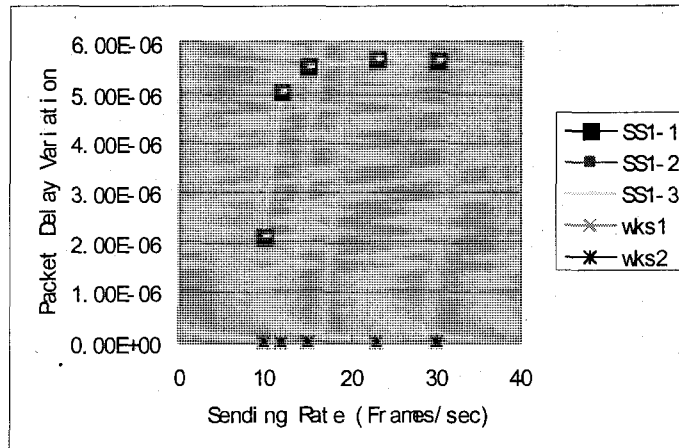 6.00E-06
5.00E-06
4.00E-06
3.00E-06
2.00E-06
1.00E-06
0.00E+00
Packet Delay Variation
0 10 20 30 40
Sending Rate (Frames/sec)
SS1-1
SS1-2
SS1-3
wks1
wks2